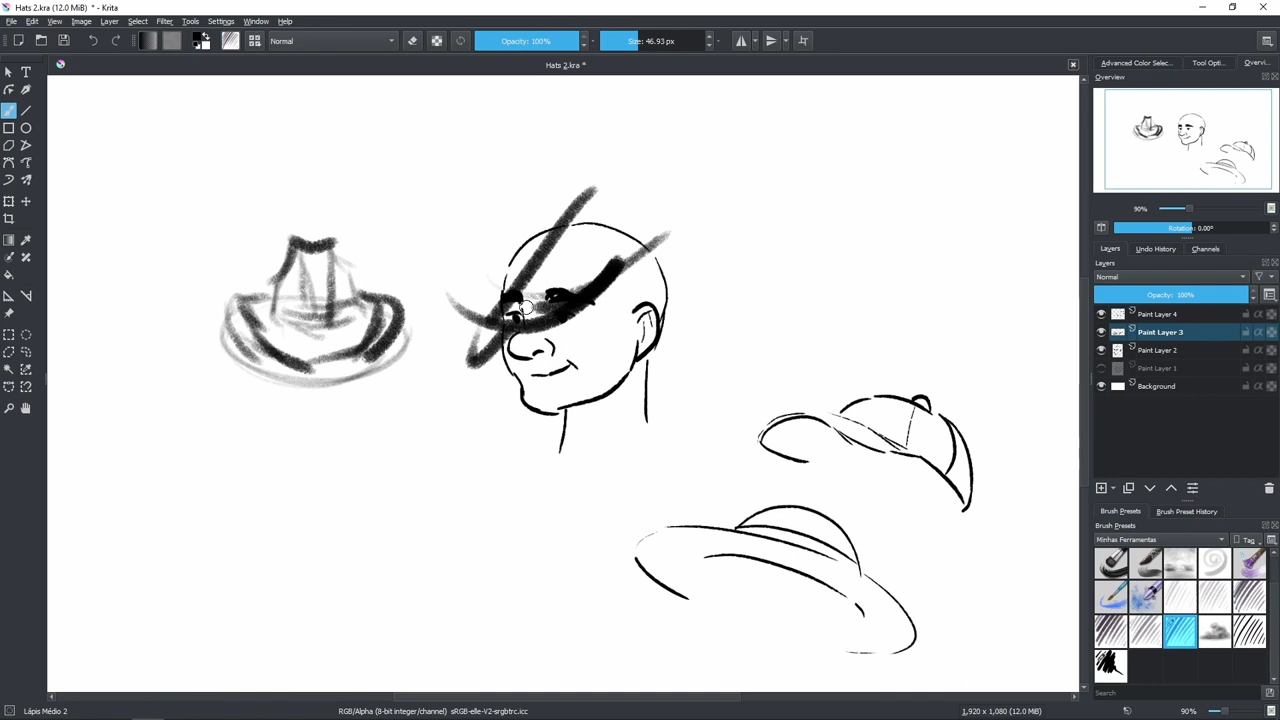 Hats 2.kra (12.0 MiB) * - Krita
File Edit View Image Layer Select Filter Tools Settings Window Help
Normal Opacity: 100% Size: 46.93 px
Hats 2.kra *
Advanced Color Selec... Tool Opti... Overvi...
Overview
90%
Rotation: 0.00°
Layers Undo History Channels
Layers
Normal
Opacity: 100%
Paint Layer 4
Paint Layer 3
Paint Layer 2
Paint Layer 1
Background
Brush Presets Brush Preset History
Brush Presets
Minhas Ferramentas Tag
Search
Lápis Médio 2 RGB/Alpha (8-bit integer/channel) sRGB-elle-V2-srgbtrc.icc 1,920 x 1,080 (12.0 MiB) 90%